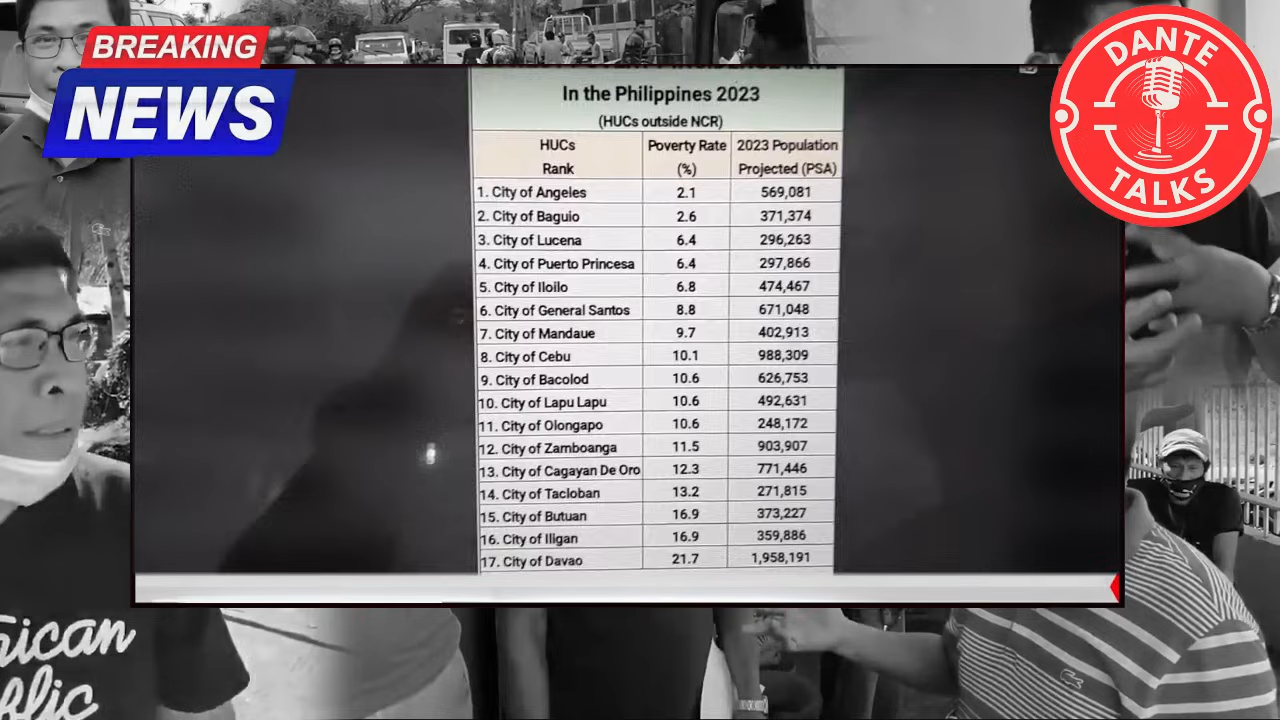 BREAKING
NEWS
DANTE
TALKS
In the Philippines 2023
(HUCs outside NCR)
HUCs Rank Poverty Rate (%) 2023 Population Projected (PSA)
1. City of Angeles 2.1 569,081
2. City of Baguio 2.6 371,374
3. City of Lucena 6.4 296,263
4. City of Puerto Princesa 6.4 297,866
5. City of Iloilo 6.8 474,467
6. City of General Santos 8.8 671,048
7. City of Mandaue 9.7 402,913
8. City of Cebu 10.1 988,309
9. City of Bacolod 10.6 626,753
10. City of Lapu Lapu 10.6 492,631
11. City of Olongapo 10.6 248,172
12. City of Zamboanga 11.5 903,907
13. City of Cagayan De Oro 12.3 771,446
14. City of Tacloban 13.2 271,815
15. City of Butuan 16.9 373,227
16. City of Iligan 16.9 359,886
17. City of Davao 21.7 1,958,191